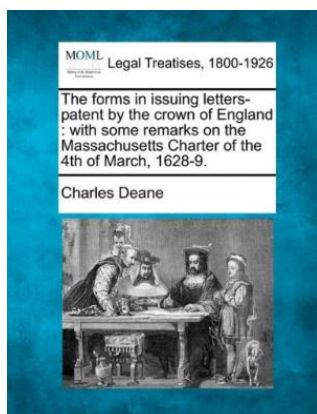 MOML
Legal Treatises, 1800-1926
The forms in issuing letters-
patent by the crown of England
: with some remarks on the
Massachusetts Charter of the
4th of March, 1628-9.
Charles Deane